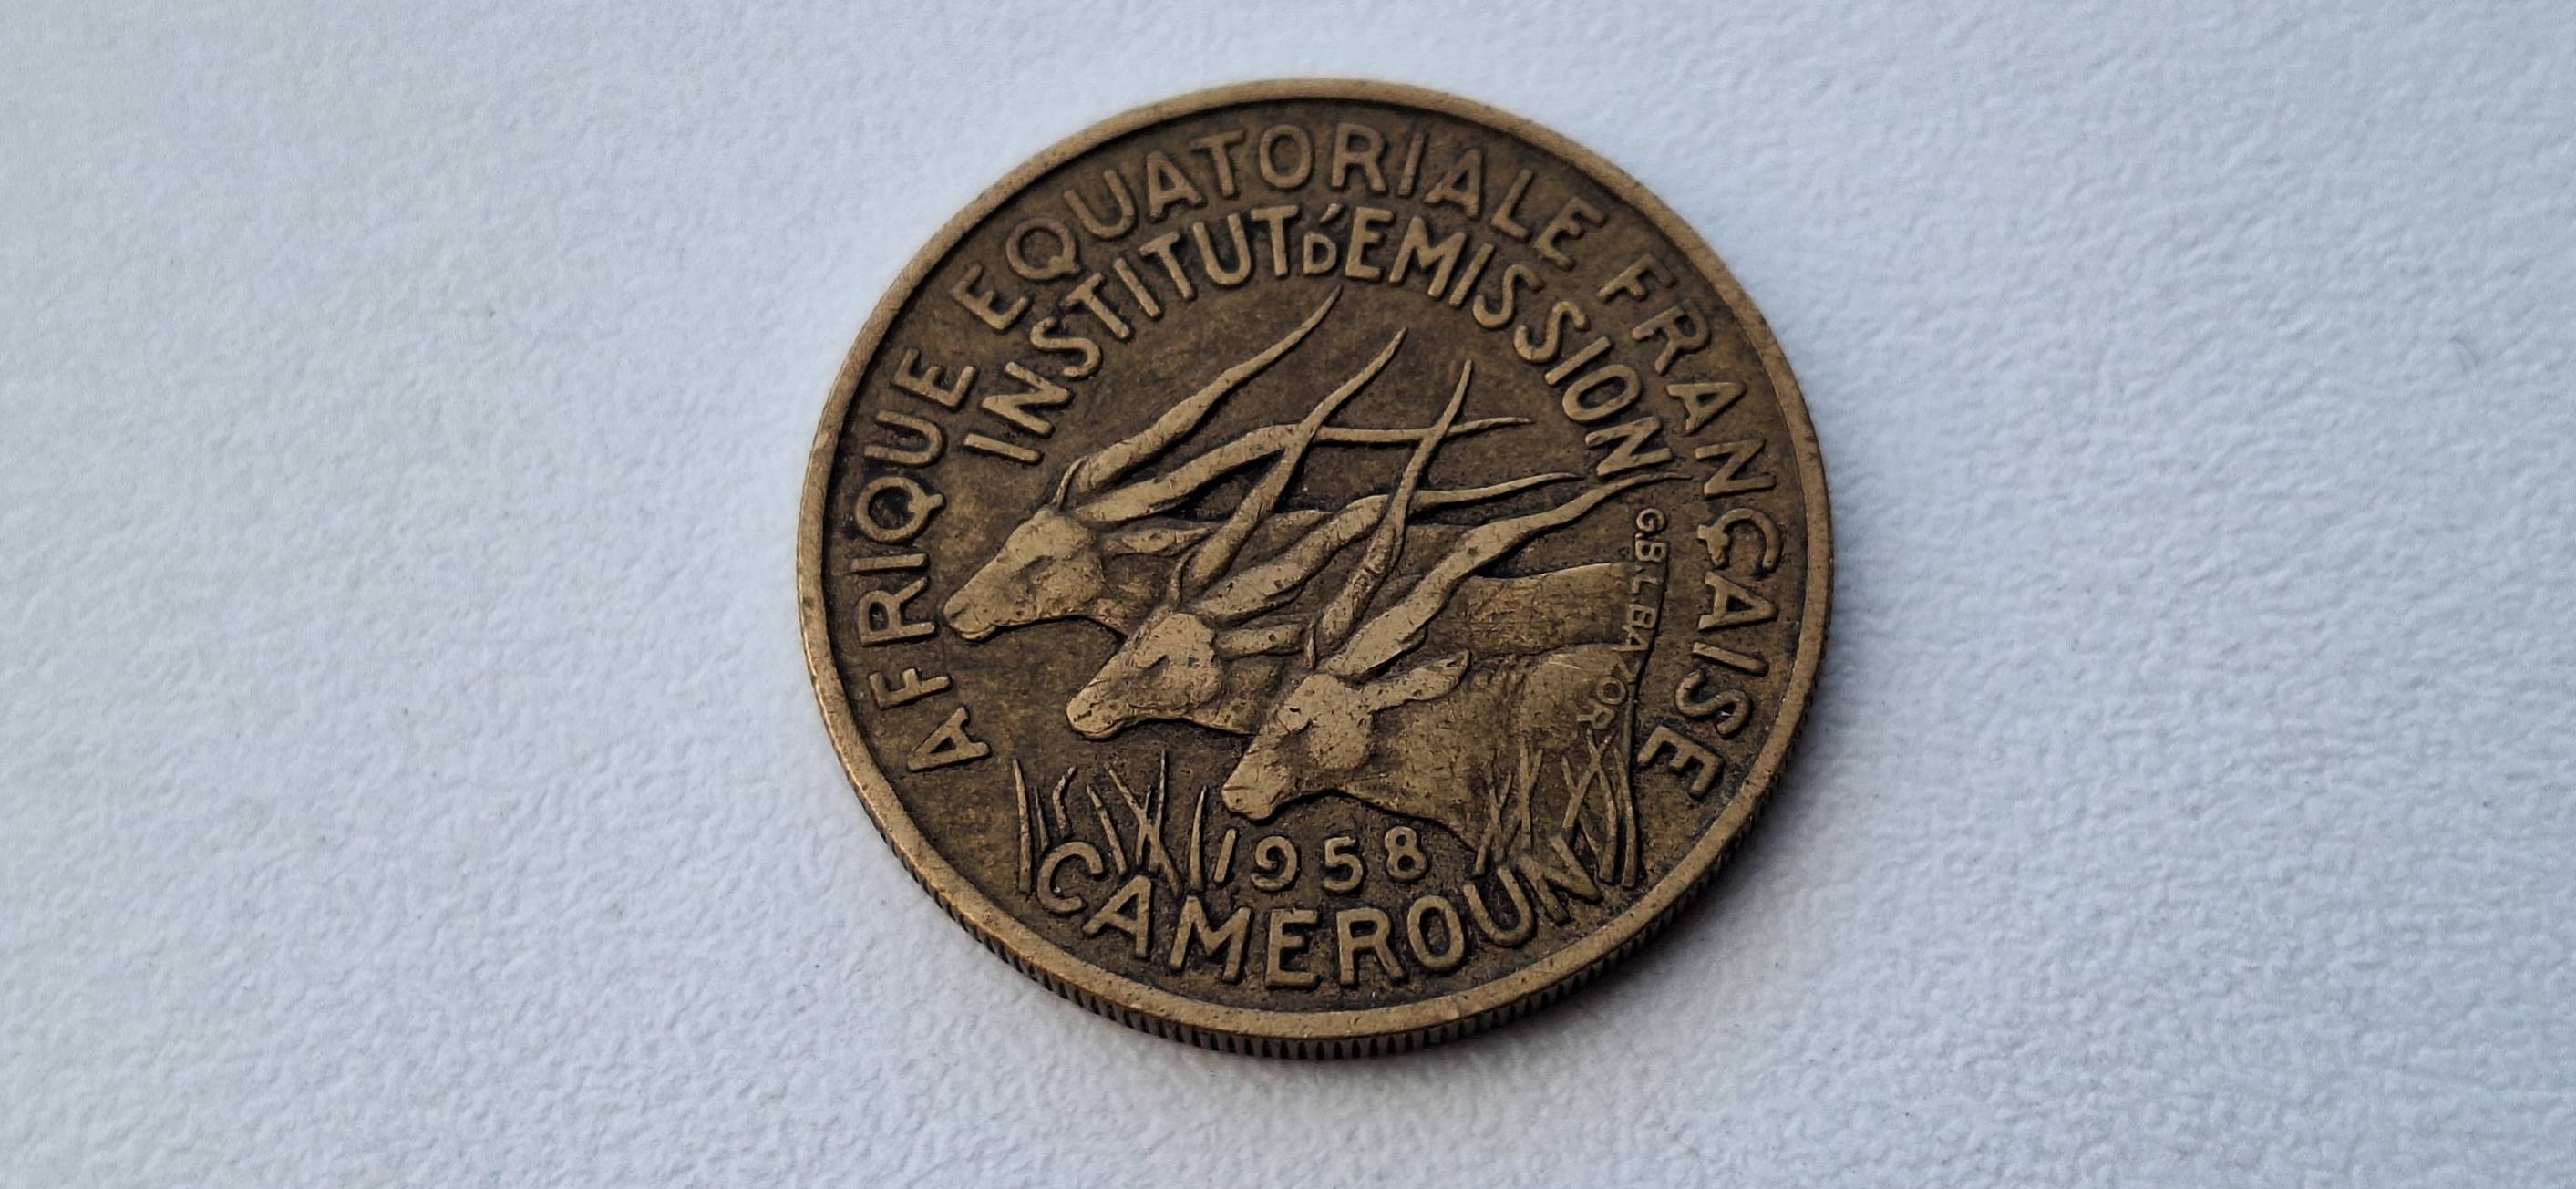 AFRIQUE EQUATORIALE FRANÇAISE
INSTITUT D'EMISSION
G.B.L.BAZOR
1958
CAMEROUN